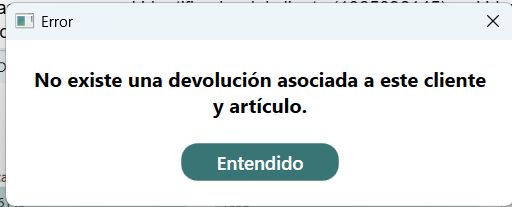 Error
No existe una devolución asociada a este cliente
y artículo.
Entendido